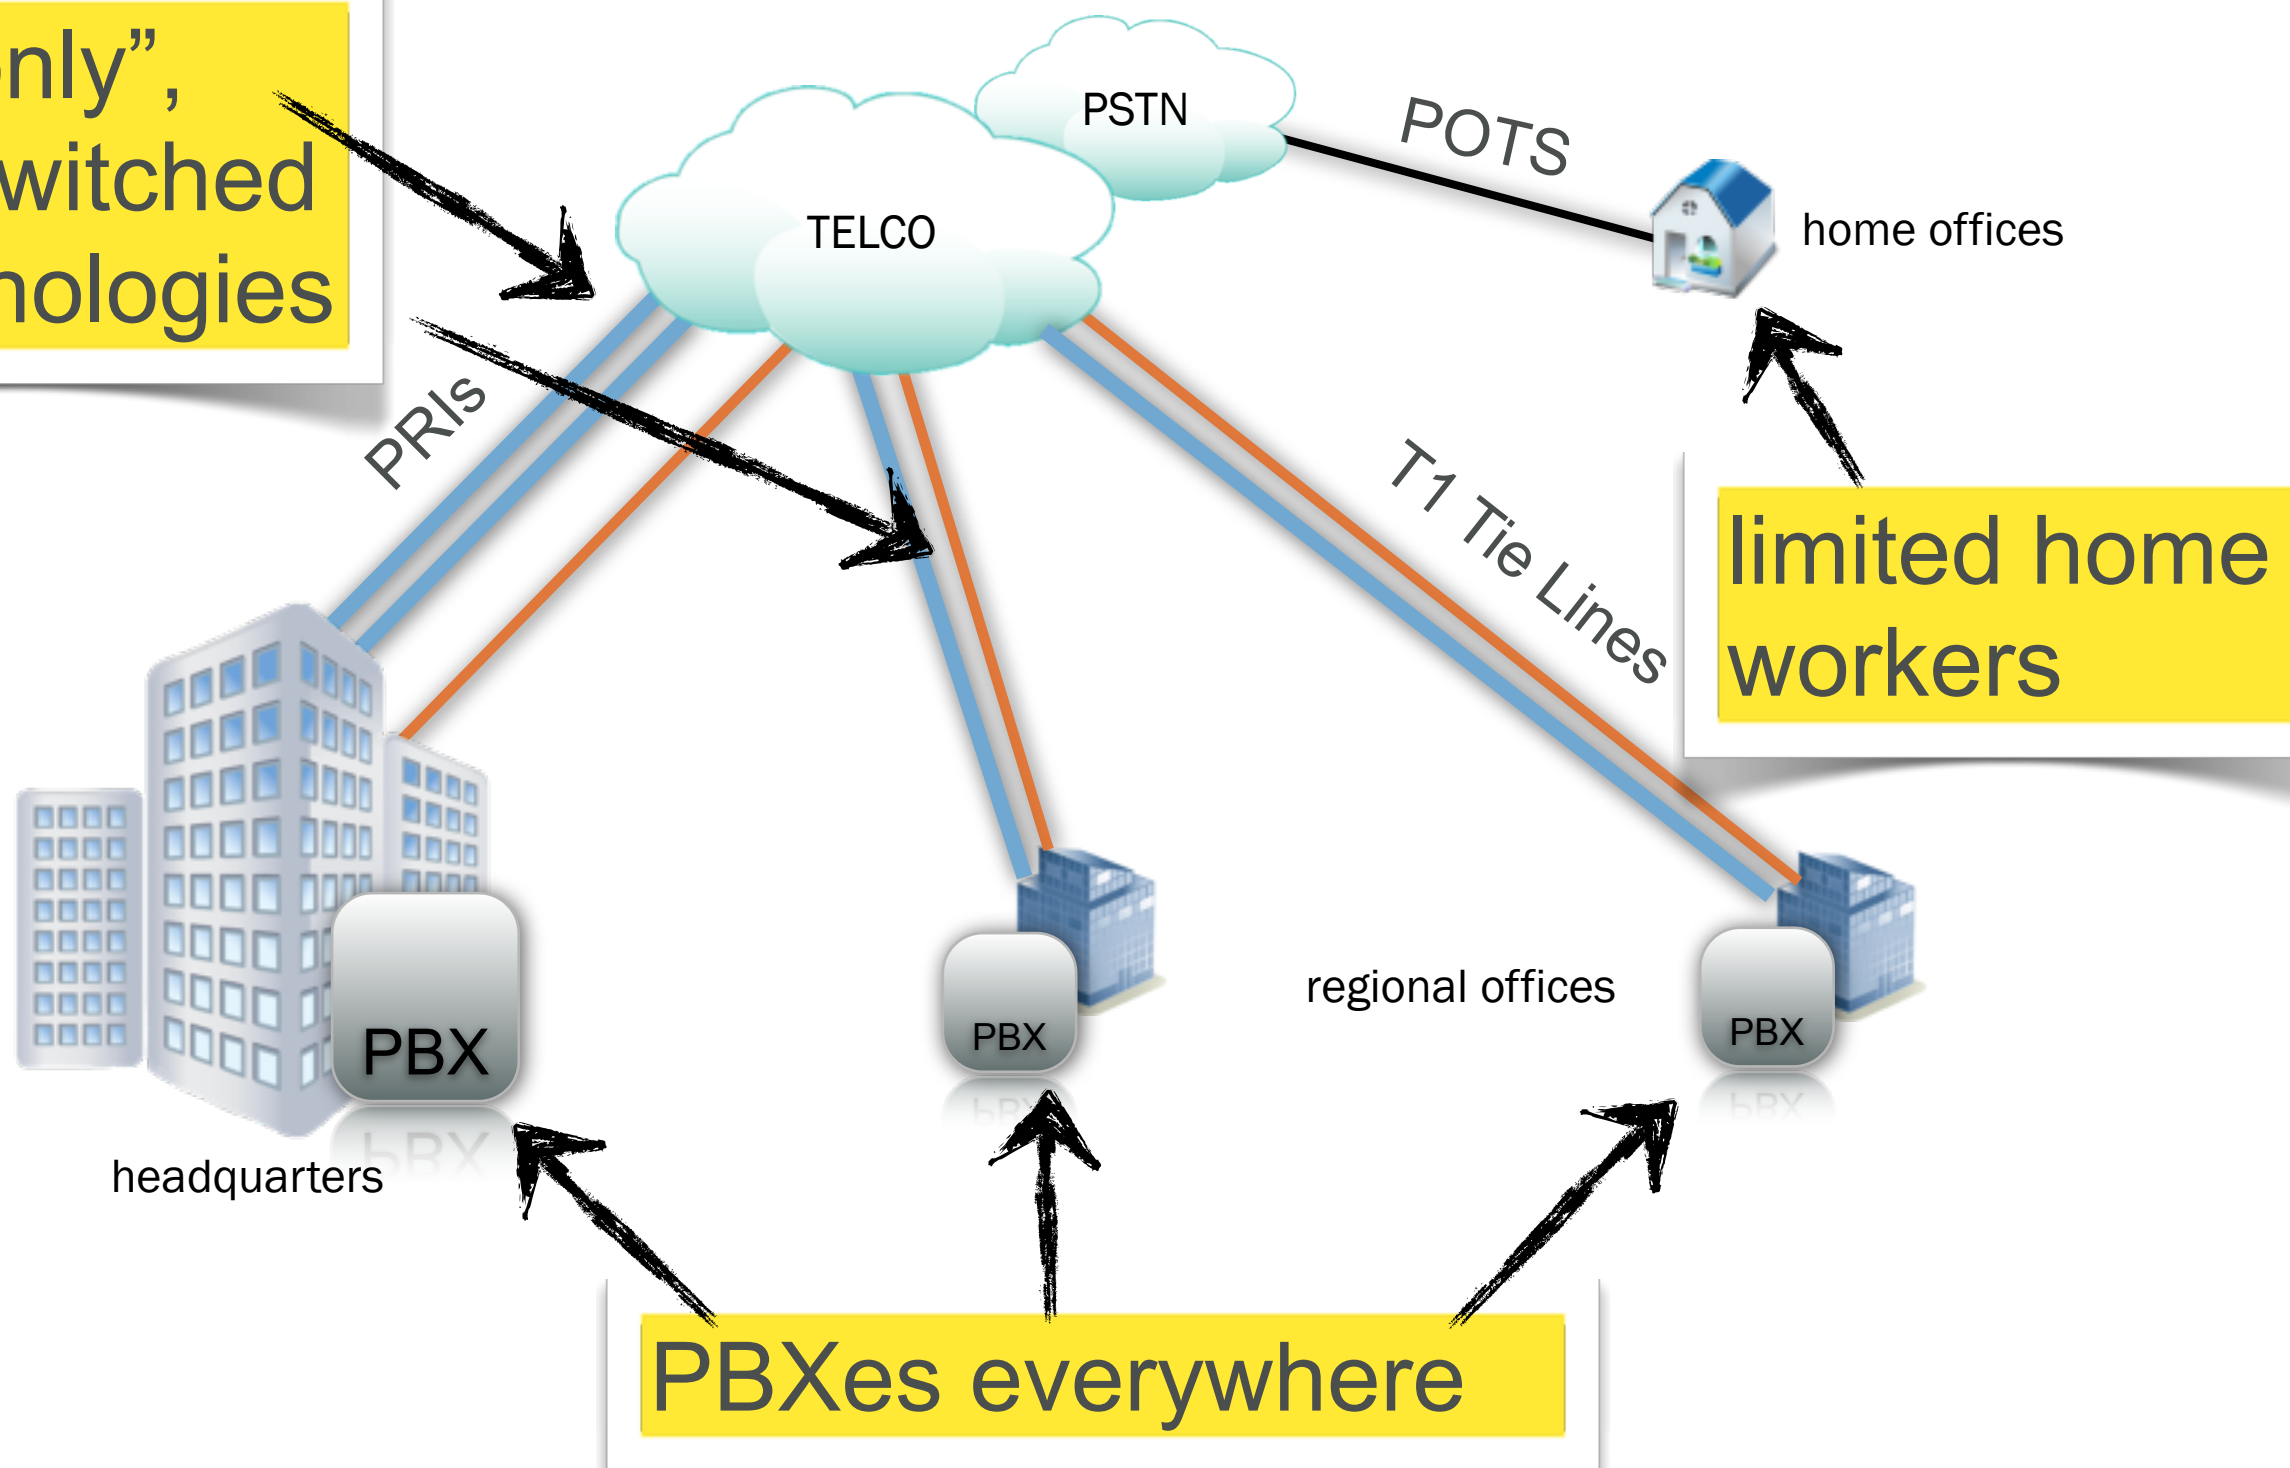 only”,
witched
nologies
PSTN
POTS
TELCO
home offices
PRIs
T1 Tie Lines
limited home
workers
regional offices
PBX
PBX
PBX
headquarters
PBXes everywhere